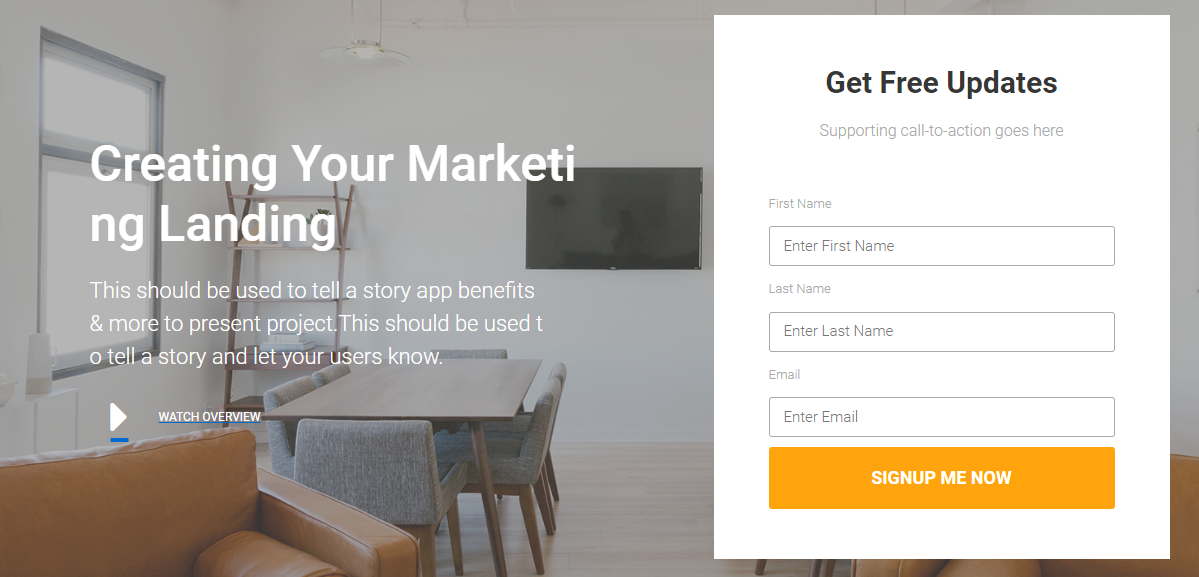 Creating Your Marketi
ng Landing
This should be used to tell a story app benefits
& more to present project.This should be used t
o tell a story and let your users know.
WATCH OVERVIEW
Get Free Updates
Supporting call-to-action goes here
First Name
Enter First Name
Last Name
Enter Last Name
Email
Enter Email
SIGNUP ME NOW